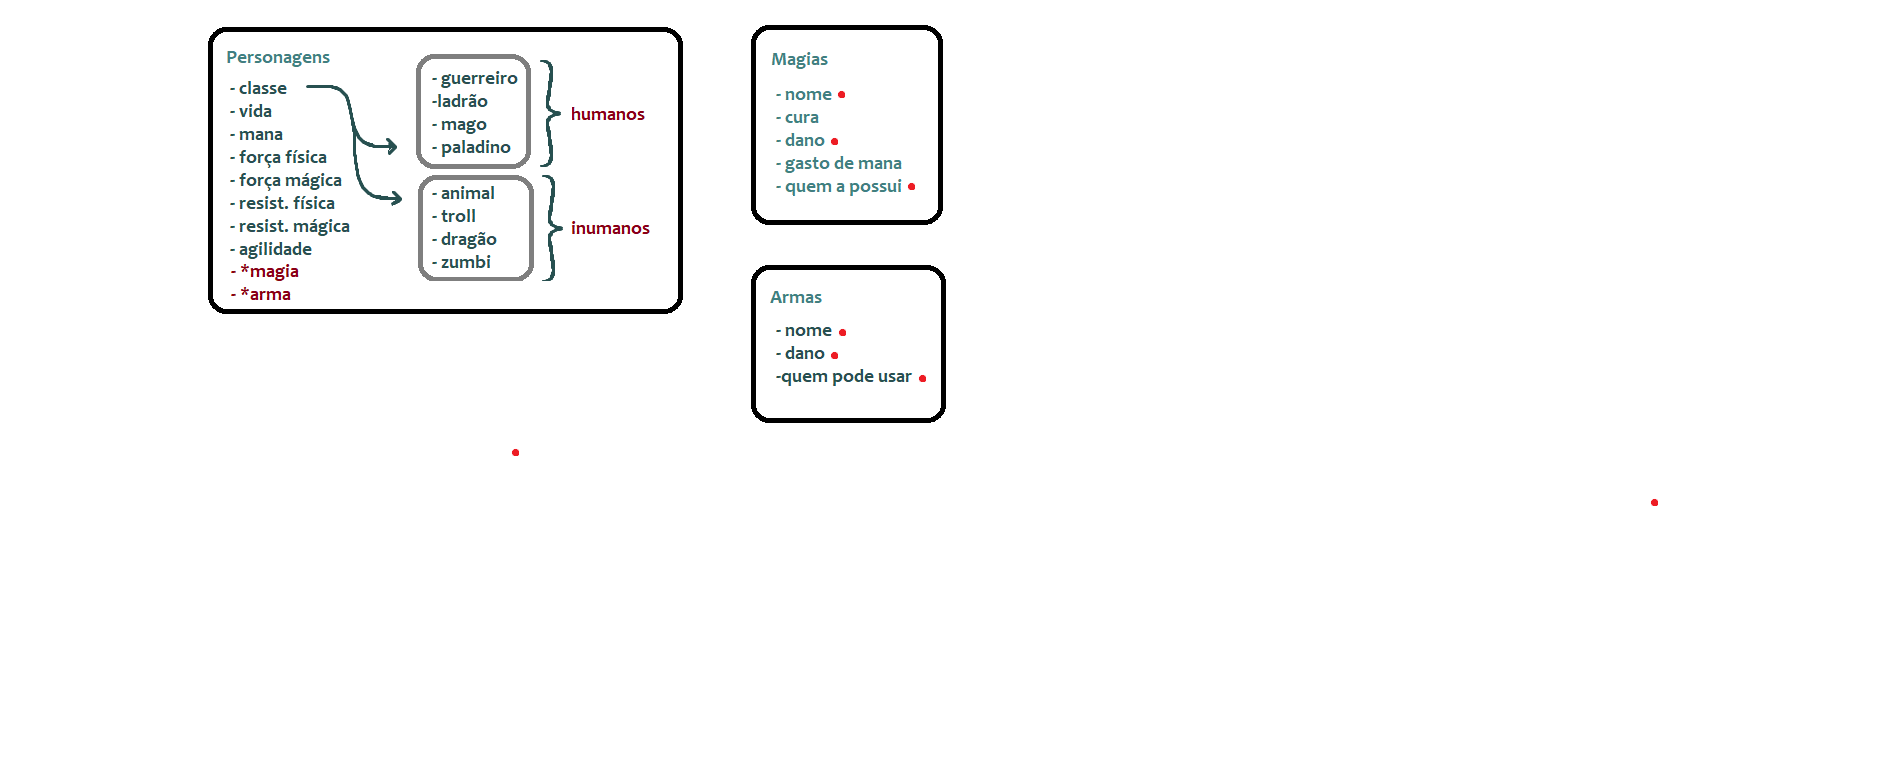 Personagens
- classe
- vida
- mana
- força física
- força mágica
- resist. física
- resist. mágica
- agilidade
- *magia
- *arma
- guerreiro
-ladrão
- mago
- paladino
humanos
- animal
- troll
- dragão
- zumbi
inumanos
Magias
- nome
- cura
- dano
- gasto de mana
- quem a possui
Armas
- nome
- dano
-quem pode usar